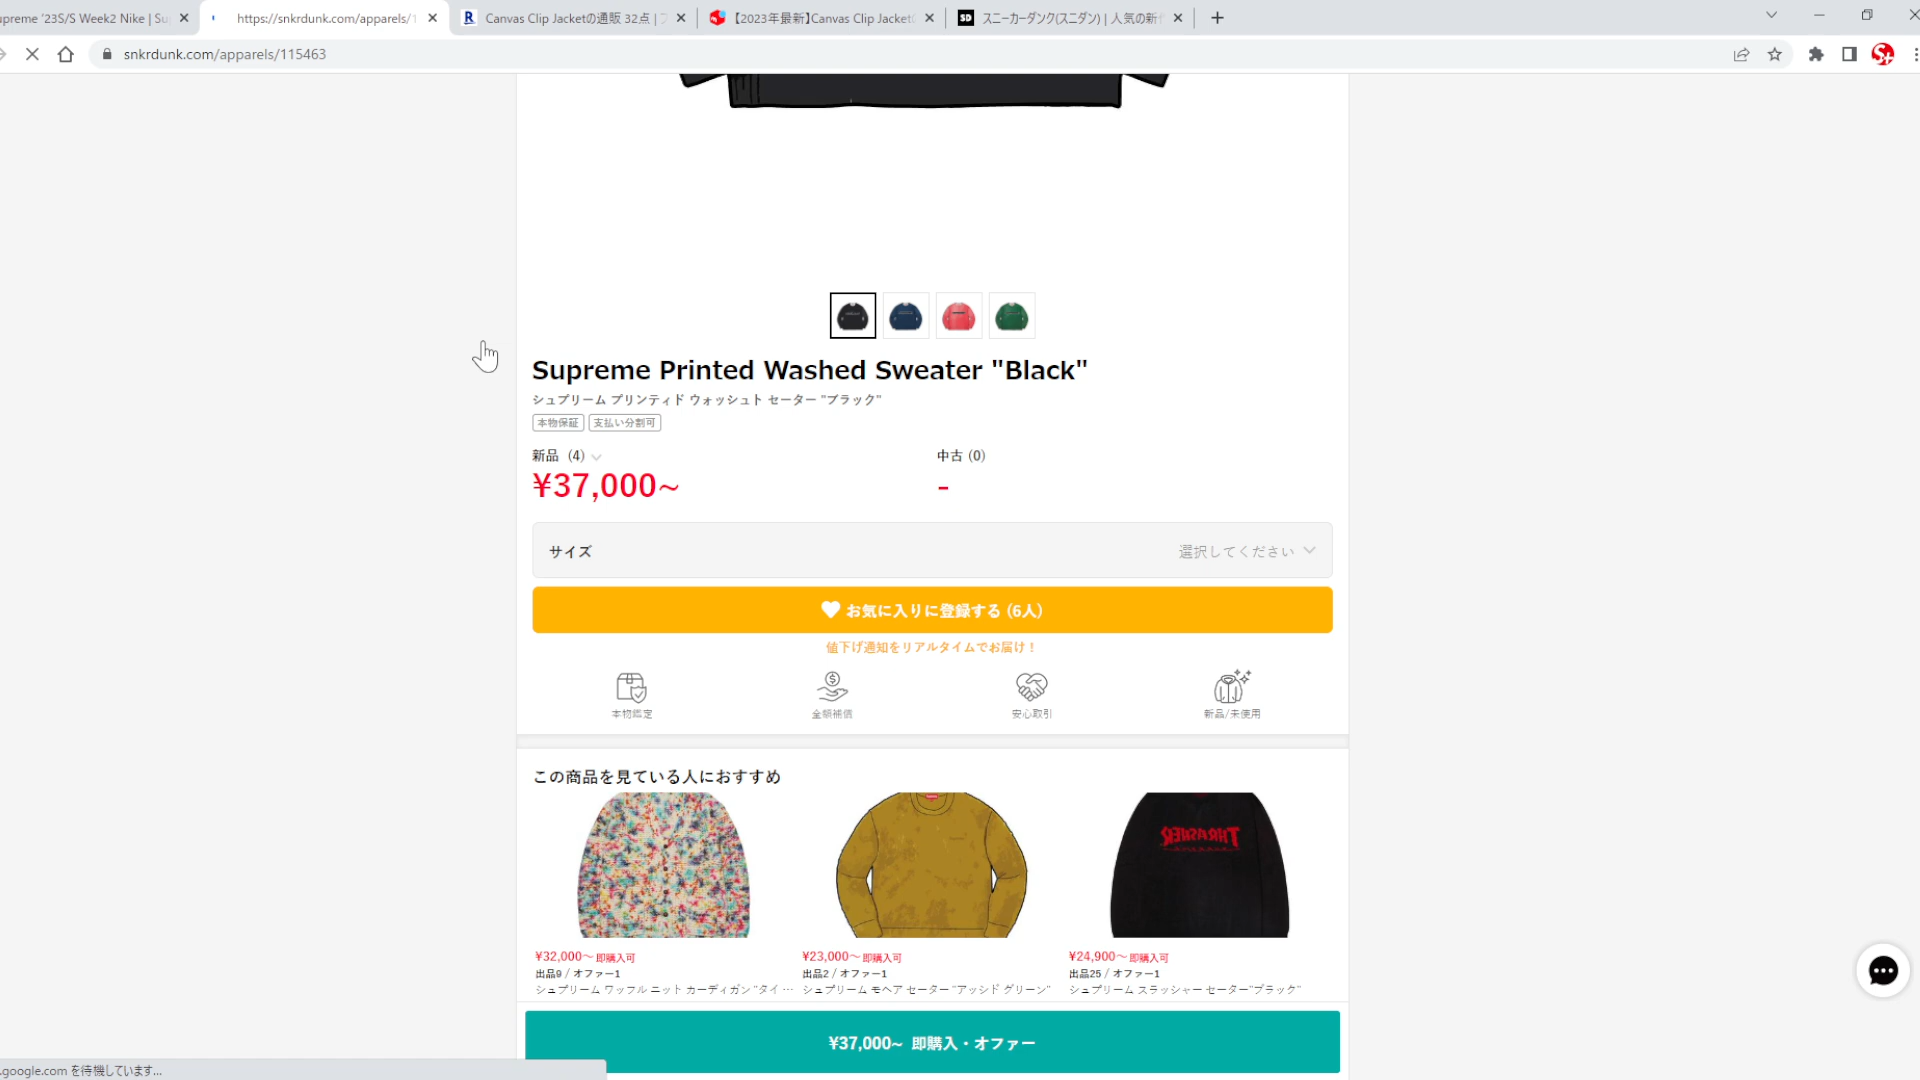 upreme '23S/S Week2 Nike | Su
https://snkrdunk.com/apparels/1
Canvas Clip Jacketの通販 32点 | フ
【2023年最新】Canvas Clip Jacket
スニーカーダンク(スニダン) | 人気の新
snkrdunk.com/apparels/115463
Supreme Printed Washed Sweater "Black"
シュプリーム プリンティド ウォッシュト セーター "ブラック"
本物保証 支払い分割可
新品 (4)
中古 (0)
¥37,000~
-
サイズ
選択してください
お気に入りに登録する (6人)
値下げ通知をリアルタイムでお届け!
本物鑑定
全額補償
安心取引
新品/未使用
この商品を見ている人におすすめ
THRASHER
¥32,000~ 即購入可
出品9 / オファー1
シュプリーム ワッフル ニット カーディガン "タイ …
¥23,000~ 即購入可
出品2 / オファー1
シュプリーム モヘア セーター "アッシド グリーン"
¥24,900~ 即購入可
出品25 / オファー1
シュプリーム スラッシャー セーター"ブラック"
¥37,000~ 即購入・オファー
.google.com を待機しています...